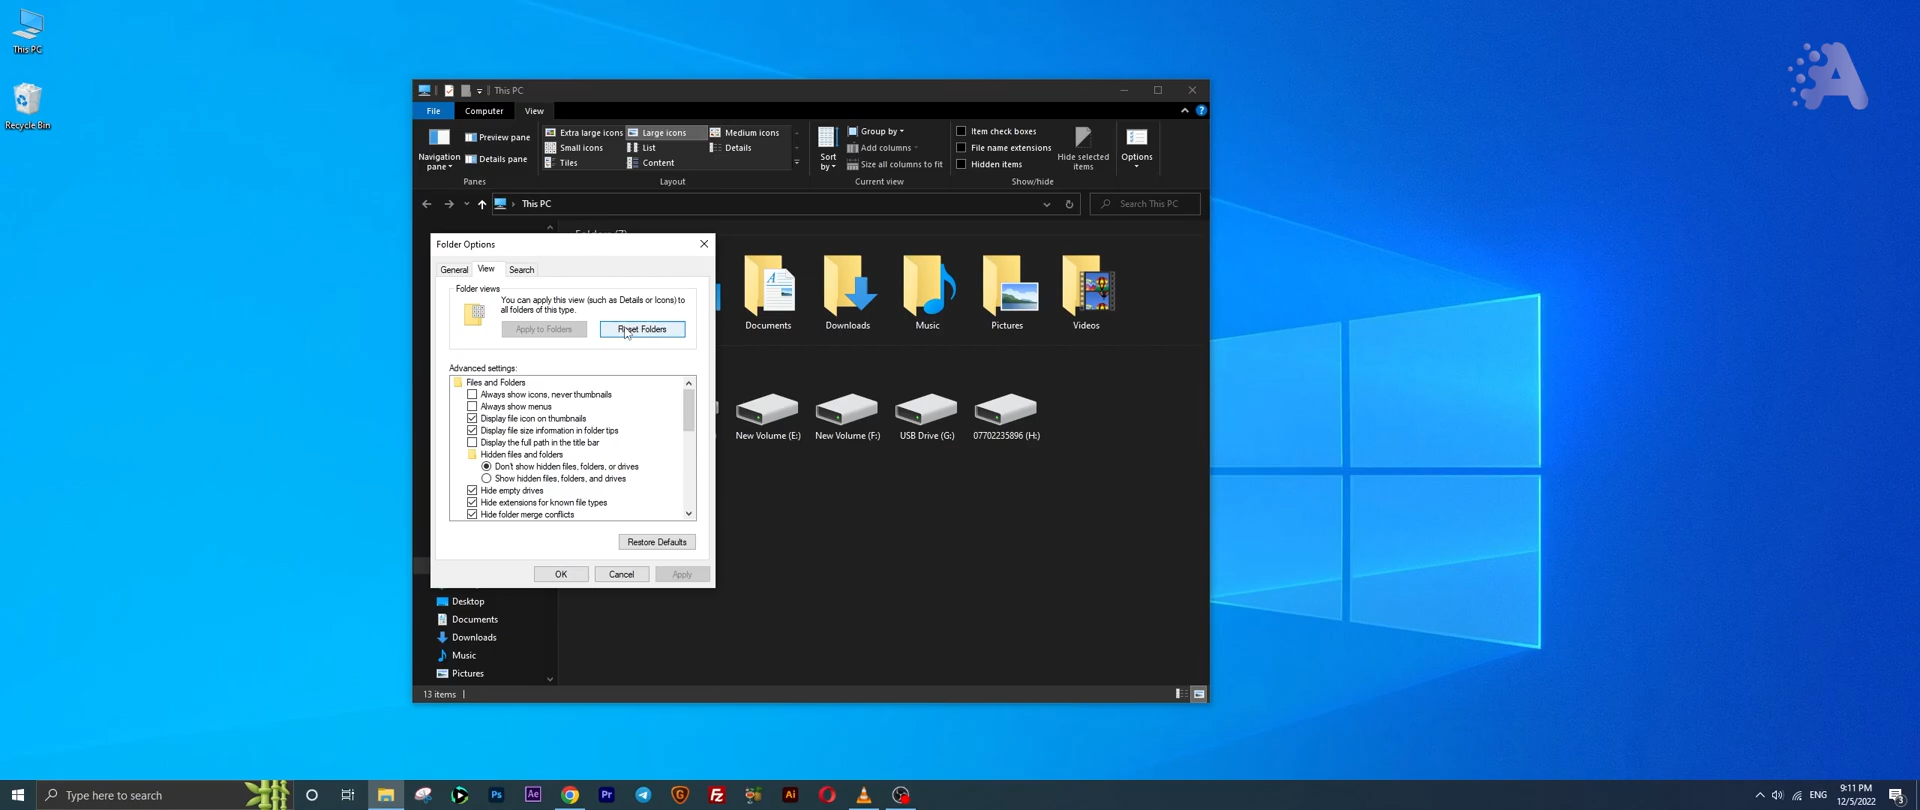 This PC
Recycle Bin
This PC
File Computer View
Navigation pane
Preview pane
Details pane
Panes
Extra large icons Large icons Medium icons
Small icons List Details
Tiles Content
Layout
Sort by
Group by
Add columns
Size all columns to fit
Current view
Item check boxes
File name extensions
Hidden items
Hide selected items
Show/hide
Options
This PC
Search This PC
Folder Options
General View Search
Folder views
You can apply this view (such as Details or Icons) to
all folders of this type.
Apply to Folders Reset Folders
Advanced settings:
Files and Folders
Always show icons, never thumbnails
Always show menus
Display file icon on thumbnails
Display file size information in folder tips
Display the full path in the title bar
Hidden files and folders
Don't show hidden files, folders, or drives
Show hidden files, folders, and drives
Hide empty drives
Hide extensions for known file types
Hide folder merge conflicts
Restore Defaults
OK Cancel Apply
Documents Downloads Music Pictures Videos
New Volume (E:) New Volume (F:) USB Drive (G:) 07702235896 (H:)
Desktop
Documents
Downloads
Music
Pictures
13 items
Type here to search
Ps Ae Pr Ai
ENG
9:11 PM
12/5/2022
3